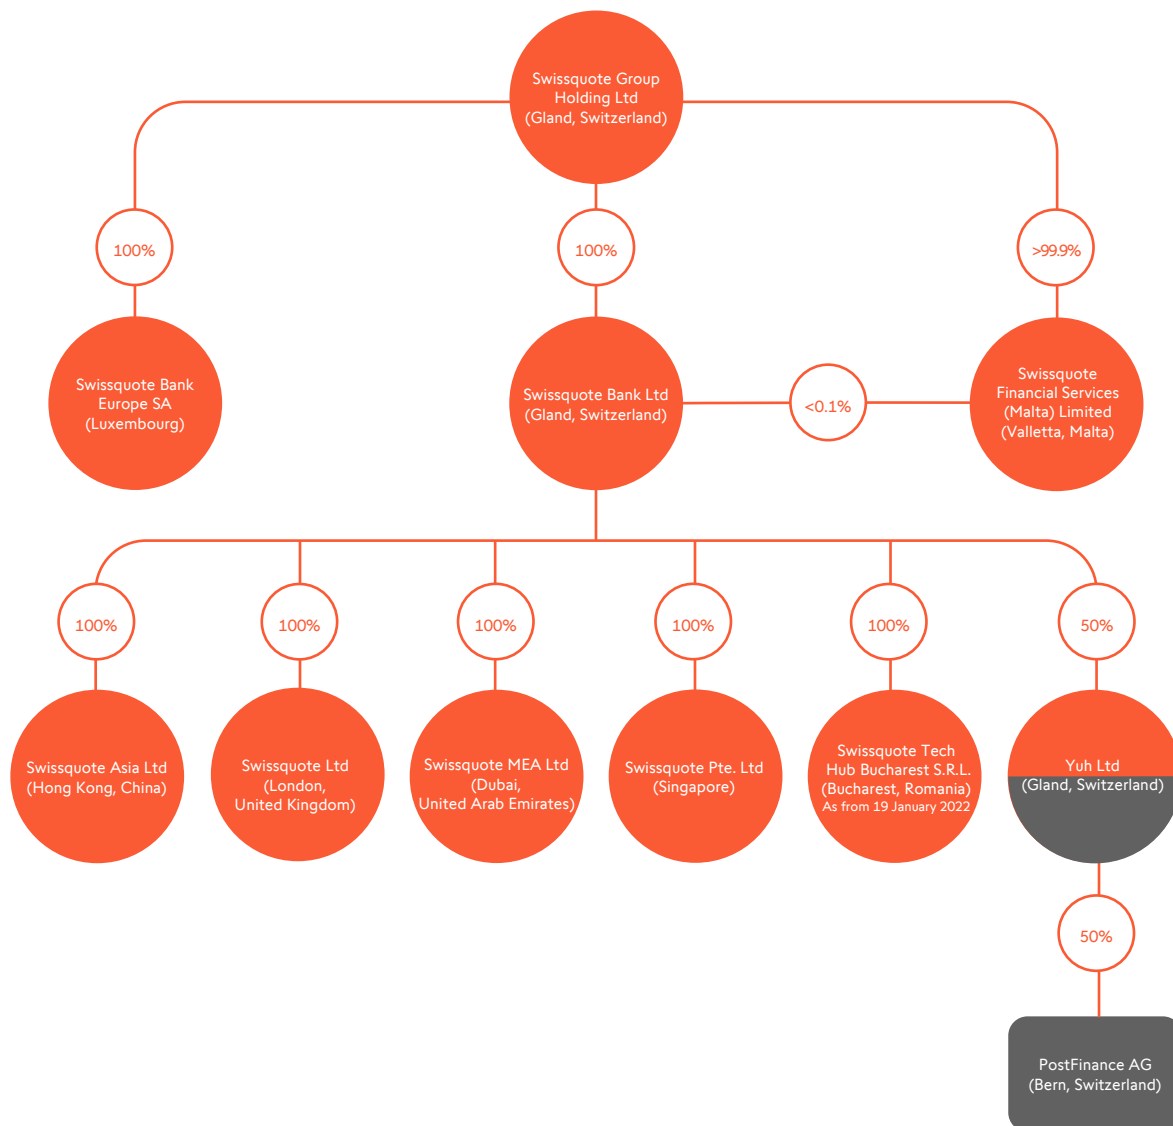 Swissquote Group
Holding Ltd
(Gland, Switzerland)
100%
100%
>99.9%
Swissquote Bank
Europe SA
(Luxembourg)
Swissquote Bank Ltd
(Gland, Switzerland)
<0.1%
Swissquote
Financial Services
(Malta) Limited
(Valletta, Malta)
100%
100%
100%
100%
100%
50%
Swissquote Asia Ltd
(Hong Kong, China)
Swissquote Ltd
(London,
United Kingdom)
Swissquote MEA Ltd
(Dubai,
United Arab Emirates)
Swissquote Pte. Ltd
(Singapore)
Swissquote Tech
Hub Bucharest S.R.L.
(Bucharest, Romania)
As from 19 January 2022
Yuh Ltd
(Gland, Switzerland)
50%
PostFinance AG
(Bern, Switzerland)